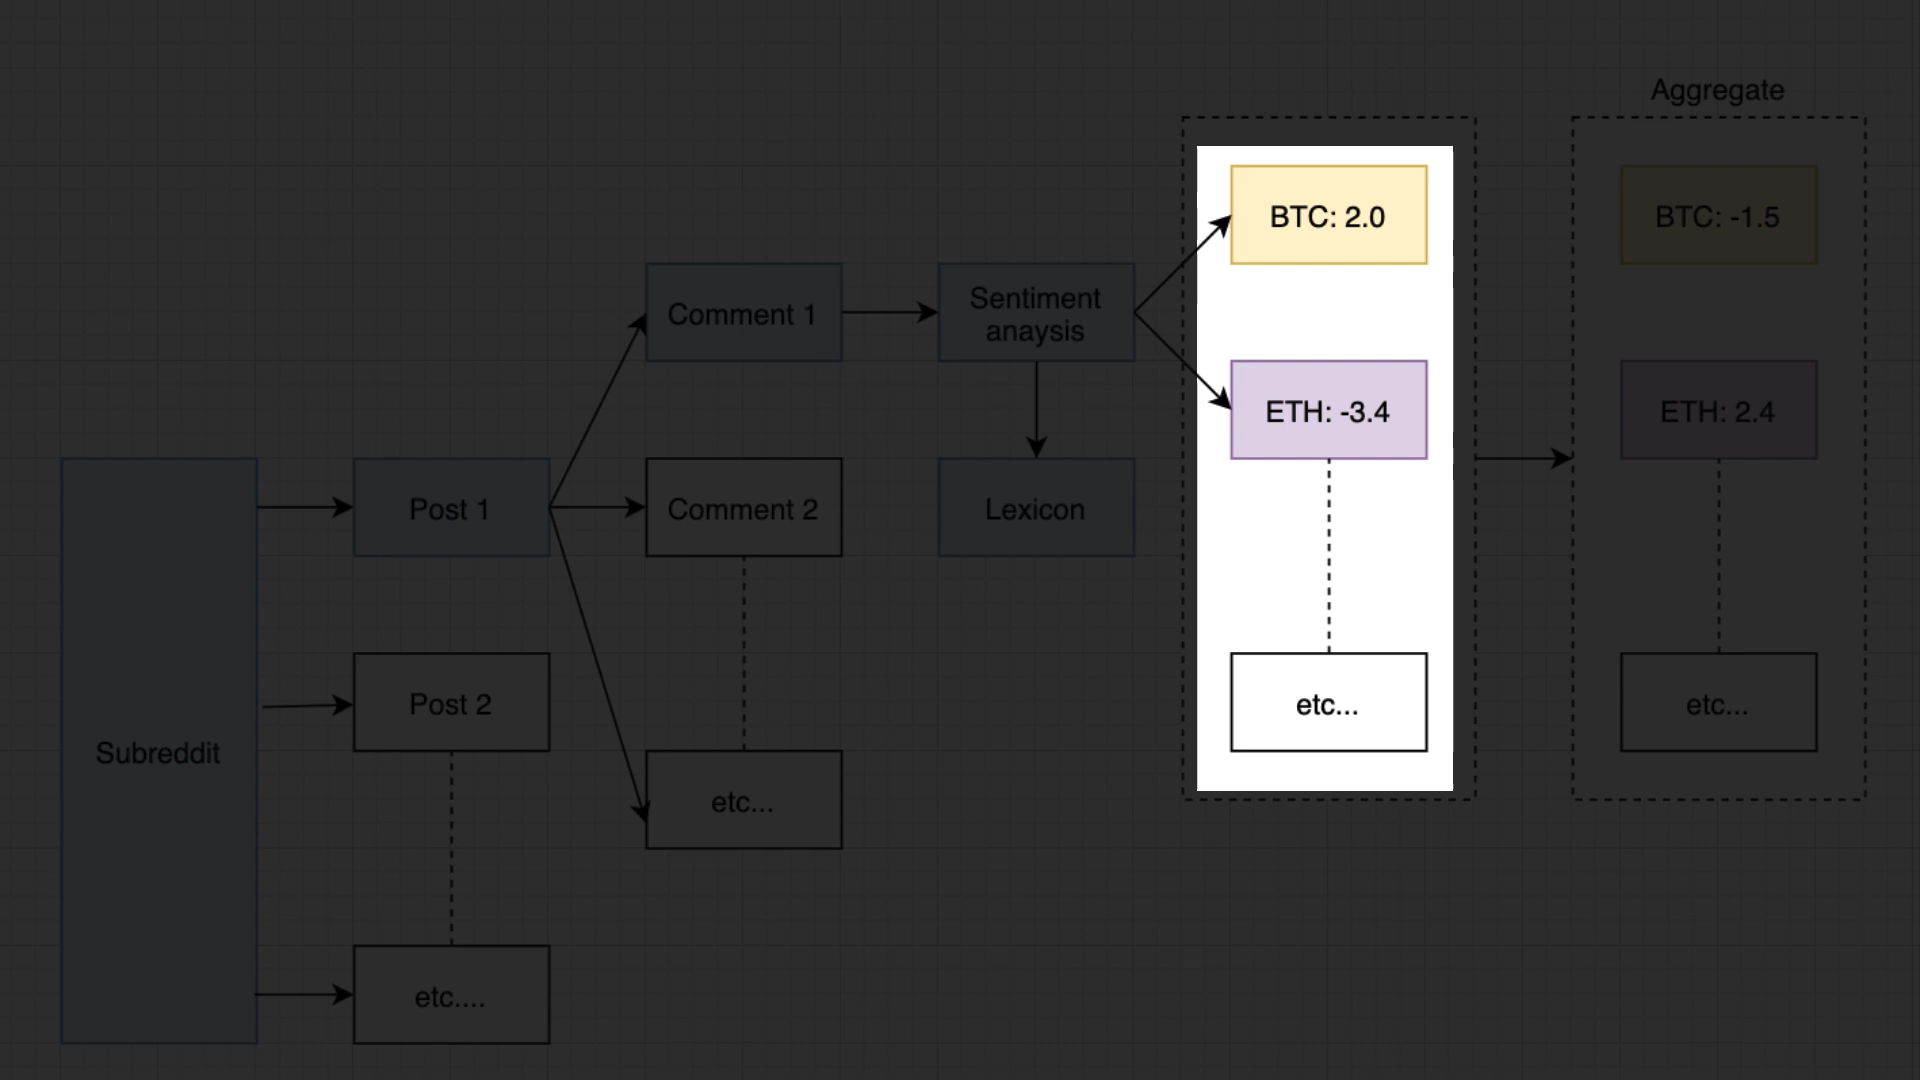 Aggregate
BTC: 2.0
BTC: -1.5
Comment 1
Sentiment
anaysis
ETH: -3.4
ETH: 2.4
Post 1
Comment 2
Lexicon
Post 2
etc...
etc...
Subreddit
etc...
etc....